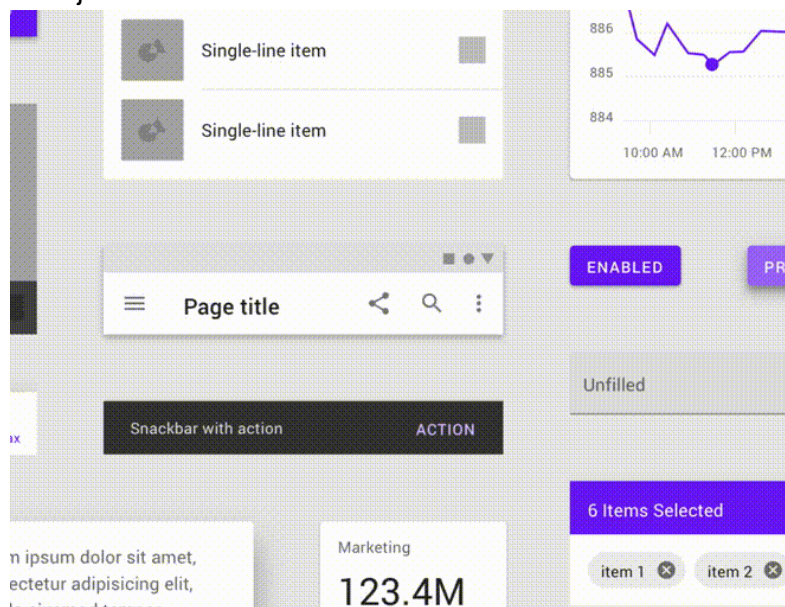 886
885
884
10:00 AM 12:00 PM
Single-line item
Single-line item
ENABLED
Page title
Unfilled
Snackbar with action ACTION
6 Items Selected
item 1 item 2
ipsum dolor sit amet,
adipisicing elit,
Marketing
123.4M